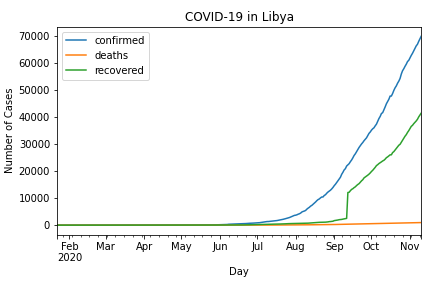 COVID-19 in Libya
confirmed
deaths
recovered
Number of Cases
70000
60000
50000
40000
30000
20000
10000
0
Feb Mar Apr May Jun Jul Aug Sep Oct Nov
2020
Day